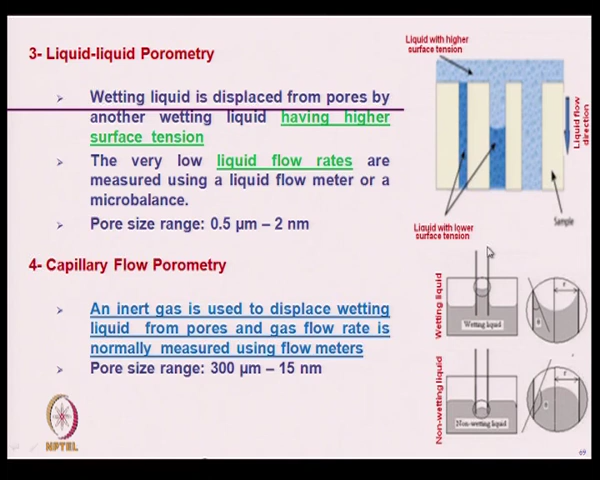 3- Liquid-liquid Porometry
➢ Wetting liquid is displaced from pores by
another wetting liquid having higher
surface tension
➢ The very low liquid flow rates are
measured using a liquid flow meter or a
microbalance.
➢ Pore size range: 0.5 µm – 2 nm
4- Capillary Flow Porometry
➢ An inert gas is used to displace wetting
liquid from pores and gas flow rate is
normally measured using flow meters
➢ Pore size range: 300 µm – 15 nm
Liquid with higher
surface tension
Liquid flow
direction
Sample
Liquid with lower
surface tension
Wetting liquid
Wetting liquid
r
θ
Non-wetting liquid
Non-wetting liquid
r
θ
NPTEL
69